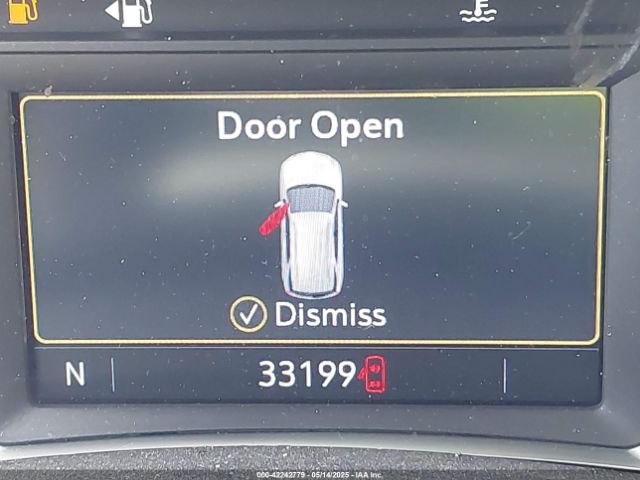 Door Open
Dismiss
N
33199
000-42242779 - 05/14/2025 - IAA Inc.